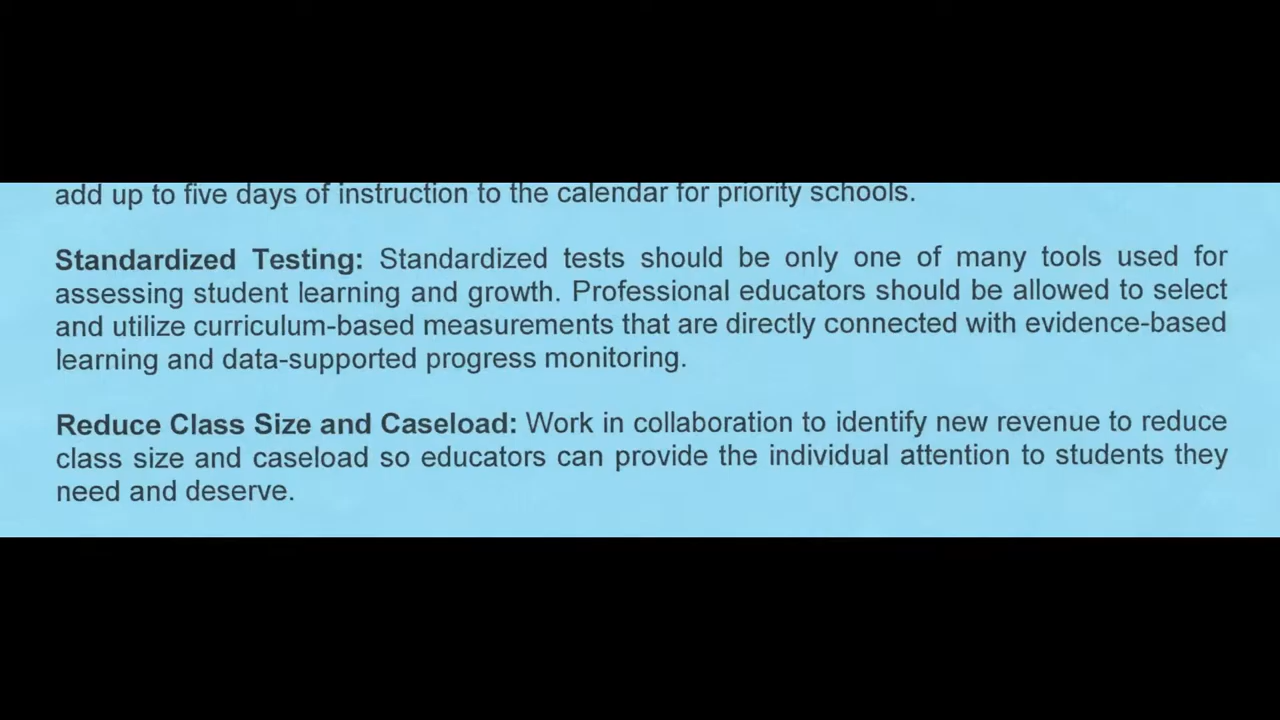 add up to five days of instruction to the calendar for priority schools.
Standardized Testing: Standardized tests should be only one of many tools used for
assessing student learning and growth. Professional educators should be allowed to select
and utilize curriculum-based measurements that are directly connected with evidence-based
learning and data-supported progress monitoring.
Reduce Class Size and Caseload: Work in collaboration to identify new revenue to reduce
class size and caseload so educators can provide the individual attention to students they
need and deserve.